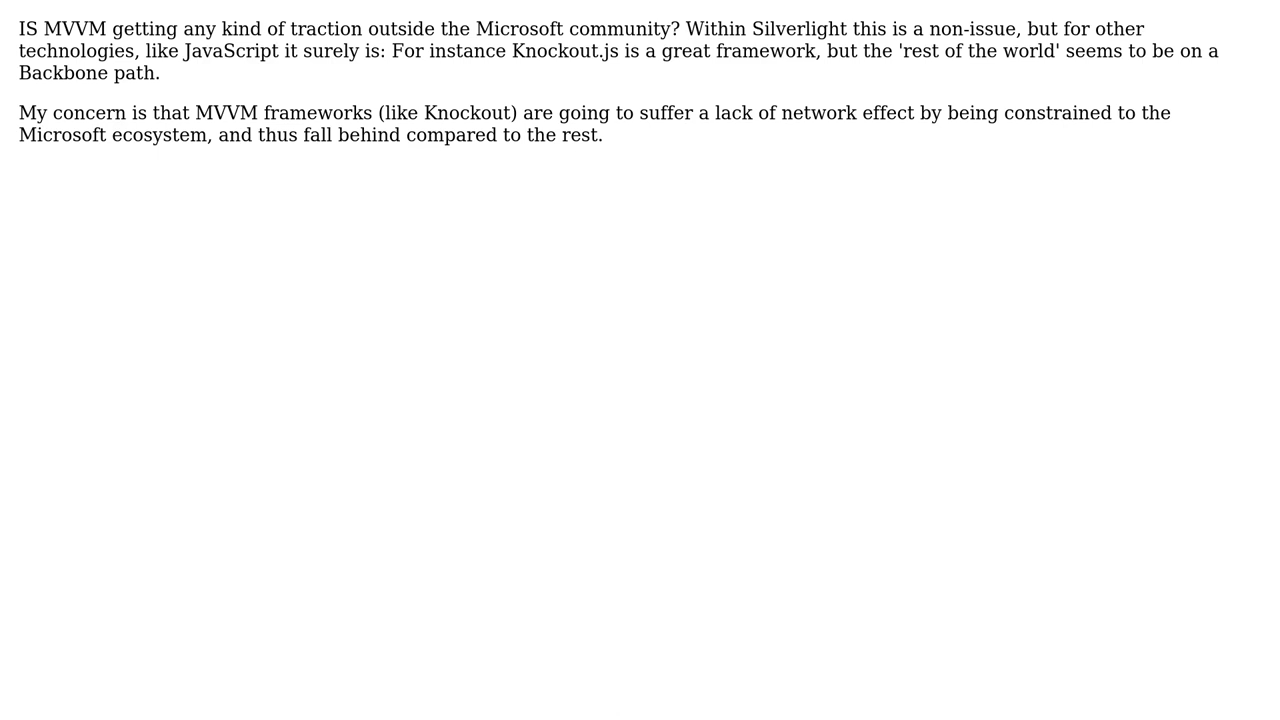 IS MVVM getting any kind of traction outside the Microsoft community? Within Silverlight this is a non-issue, but for other
technologies, like JavaScript it surely is: For instance Knockout.js is a great framework, but the 'rest of the world' seems to be on a
Backbone path.
My concern is that MVVM frameworks (like Knockout) are going to suffer a lack of network effect by being constrained to the
Microsoft ecosystem, and thus fall behind compared to the rest.